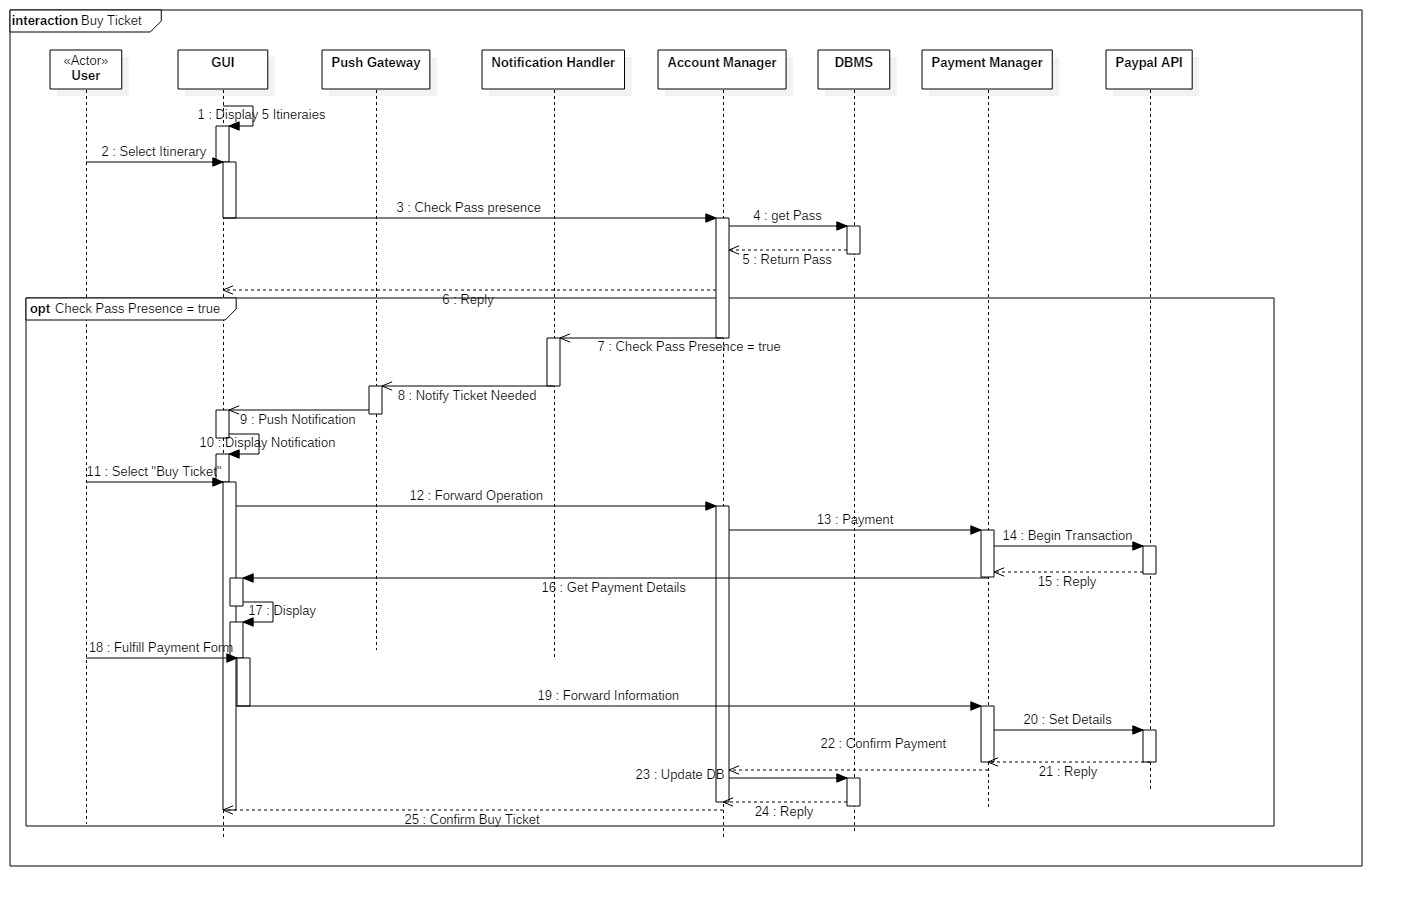 interaction Buy Ticket
«Actor»
User
GUI
Push Gateway
Notification Handler
Account Manager
DBMS
Payment Manager
Paypal API
1 : Display 5 Itineraies
2 : Select Itinerary
3 : Check Pass presence
4 : get Pass
5 : Return Pass
6 : Reply
opt Check Pass Presence = true
7 : Check Pass Presence = true
8 : Notify Ticket Needed
9 : Push Notification
10 : Display Notification
11 : Select "Buy Ticket"
12 : Forward Operation
13 : Payment
14 : Begin Transaction
15 : Reply
16 : Get Payment Details
17 : Display
18 : Fulfill Payment Form
19 : Forward Information
20 : Set Details
22 : Confirm Payment
21 : Reply
23 : Update DB
24 : Reply
25 : Confirm Buy Ticket